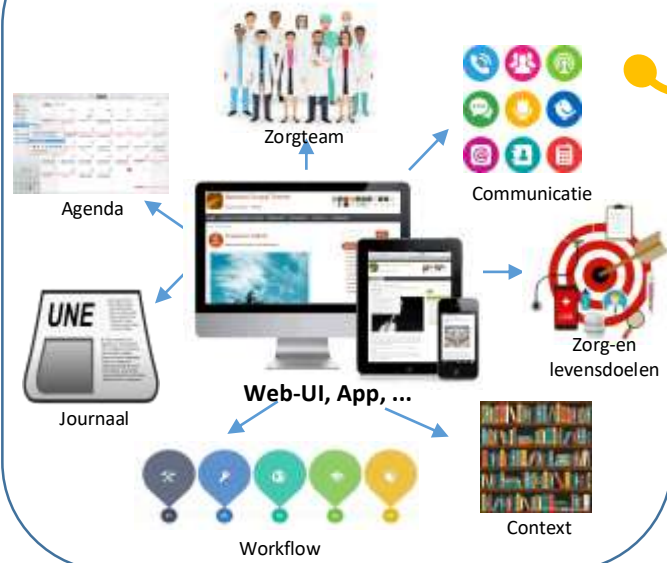 Zorgteam
Communicatie
Agenda
UNE
Zorg-en
levensdoelen
Journaal
Web-UI, App, ...
Context
Workflow